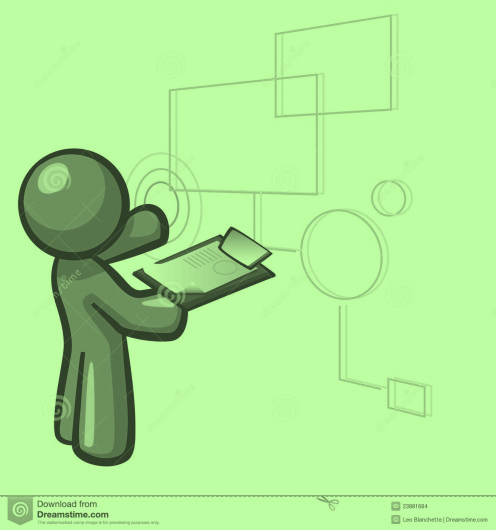 Download from
Dreamstime.com
This watermarked comp image is for previewing purposes only.
23881684
Leo Blanchette | Dreamstime.com